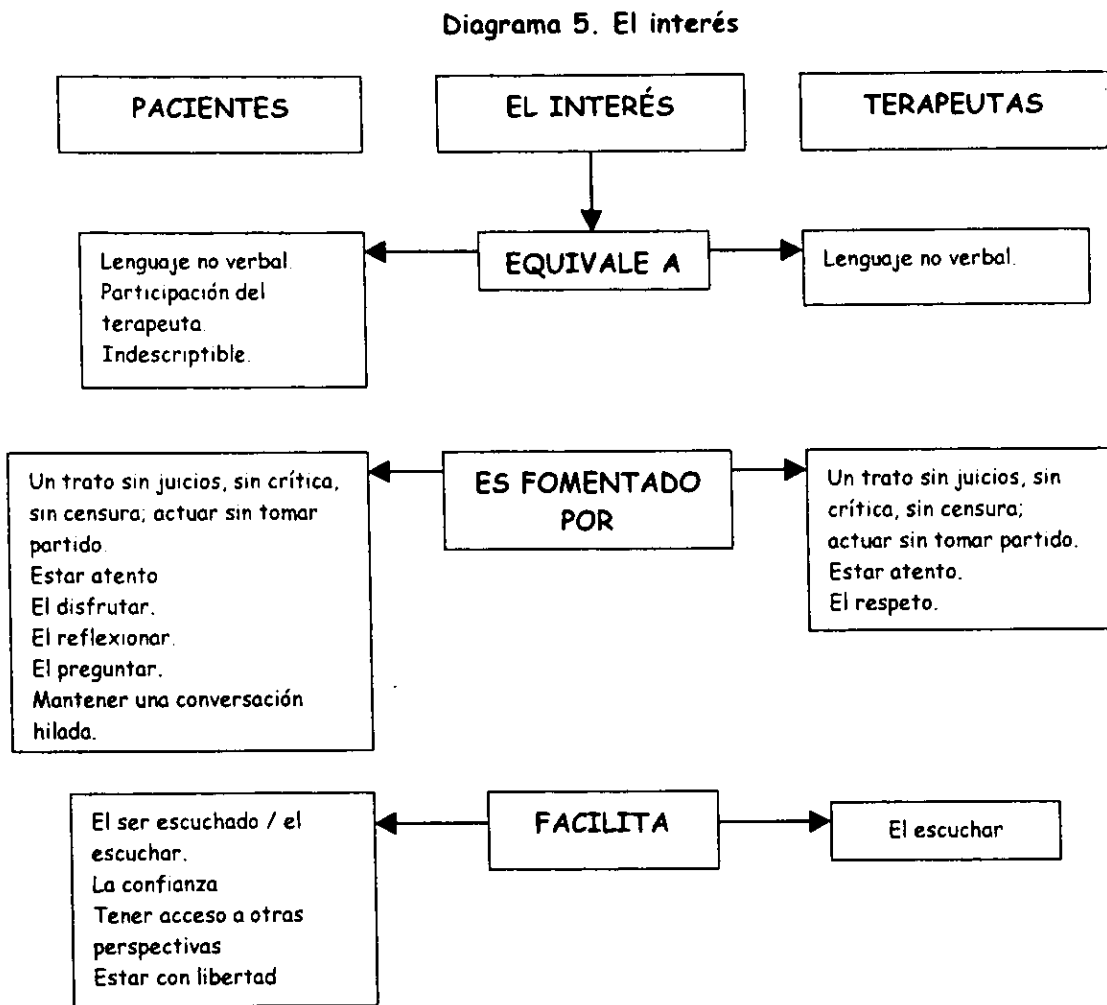 Diagrama 5. El interés
PACIENTES
EL INTERÉS
TERAPEUTAS
Lenguaje no verbal.
Participación del
terapeuta.
Indescriptible.
EQUIVALE A
Lenguaje no verbal.
Un trato sin juicios, sin crítica,
sin censura; actuar sin tomar
partido.
Estar atento
El disfrutar.
El reflexionar.
El preguntar.
Mantener una conversación
hilada.
ES FOMENTADO
POR
Un trato sin juicios, sin
crítica, sin censura;
actuar sin tomar partido.
Estar atento.
El respeto.
El ser escuchado / el
escuchar.
La confianza
Tener acceso a otras
perspectivas
Estar con libertad
FACILITA
El escuchar